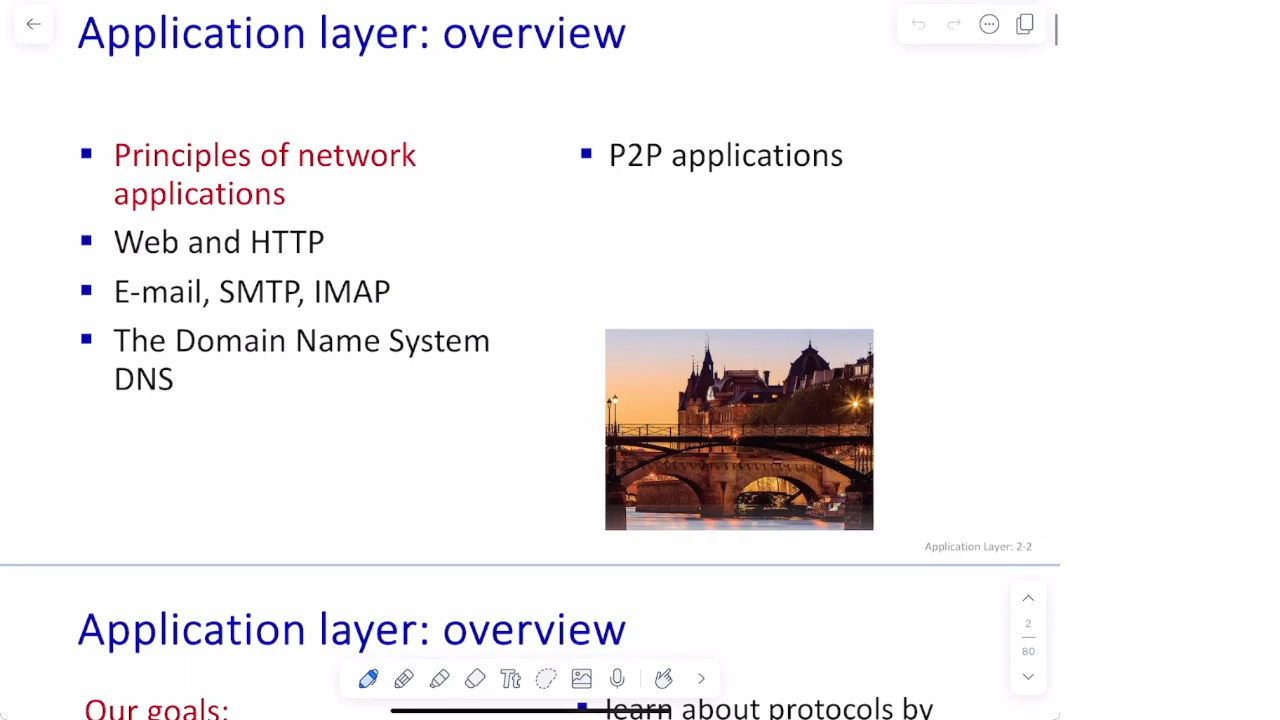 Application layer: overview
Principles of network
applications
Web and HTTP
E-mail, SMTP, IMAP
The Domain Name System
DNS
P2P applications
Application Layer: 2-2
Application layer: overview
Our goals:
learn about protocols by
2
80
Tt